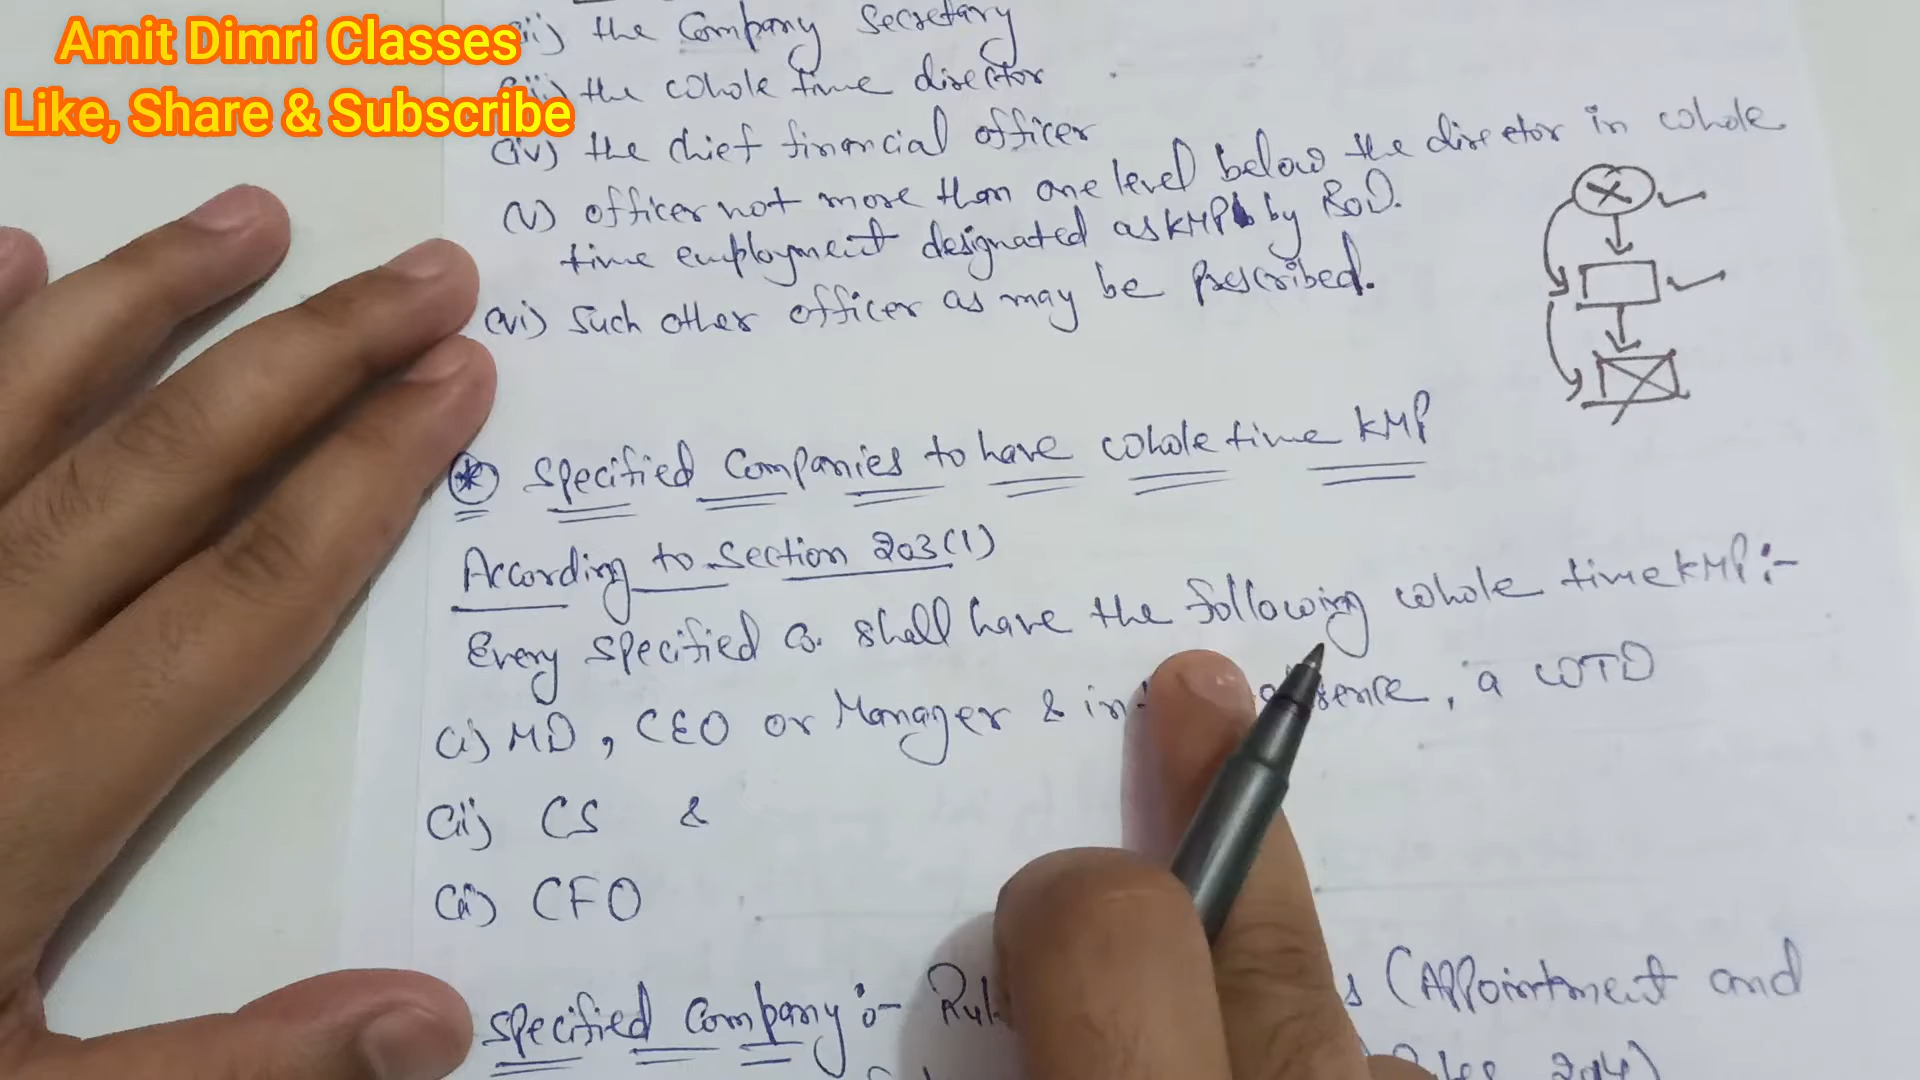 Amit Dimri Classes
Like, Share & Subscribe
the Company Secretary
the whole time director
(iv) the chief financial officer
(v) officer not more than one level below the director in whole
time employment designated as KMP by BoD.
(vi) Such other officer as may be prescribed.
* Specified Companies to have whole time KMP
According to Section 203(1)
Every specified Co. shall have the following whole time KMP:-
(i) MD, CEO or Manager & in, a WTD
(ii) CS &
CFO
Specified Company:- (Appointment and
2014)